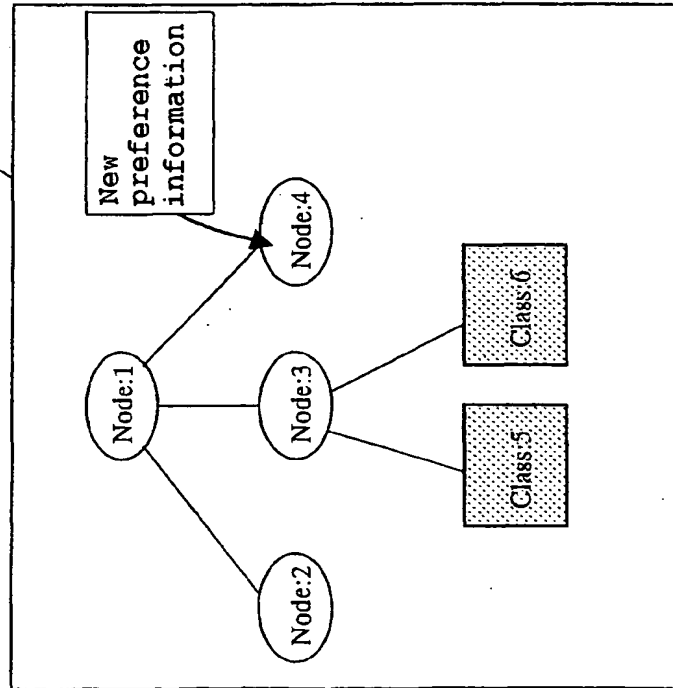 New
preference
information
Node:1
Node:2
Node:3
Node:4
Class:5
Class:6